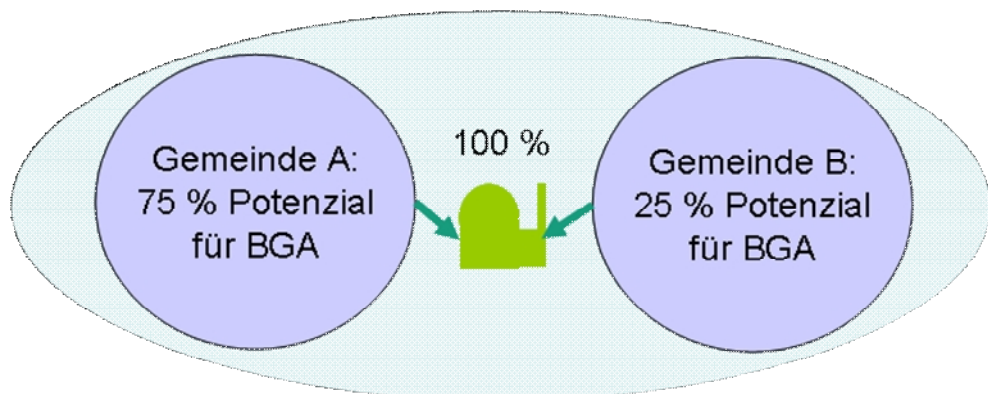 Gemeinde A:
75 % Potenzial
für BGA
100 %
Gemeinde B:
25 % Potenzial
für BGA